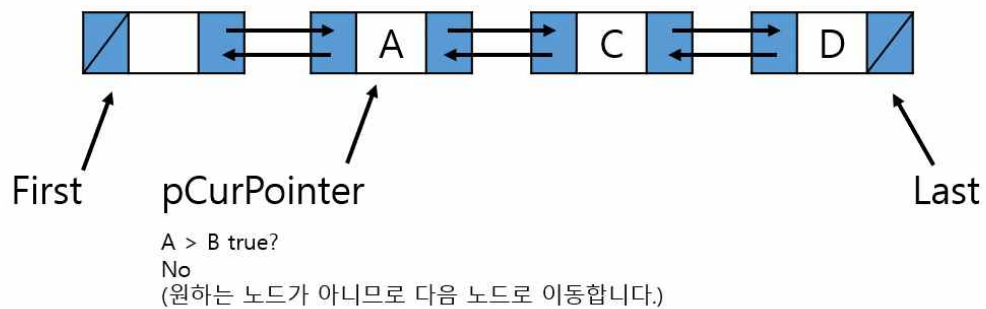 A
C
D
First
pCurPointer
Last
A > B true?
No
(원하는 노드가 아니므로 다음 노드로 이동합니다.)